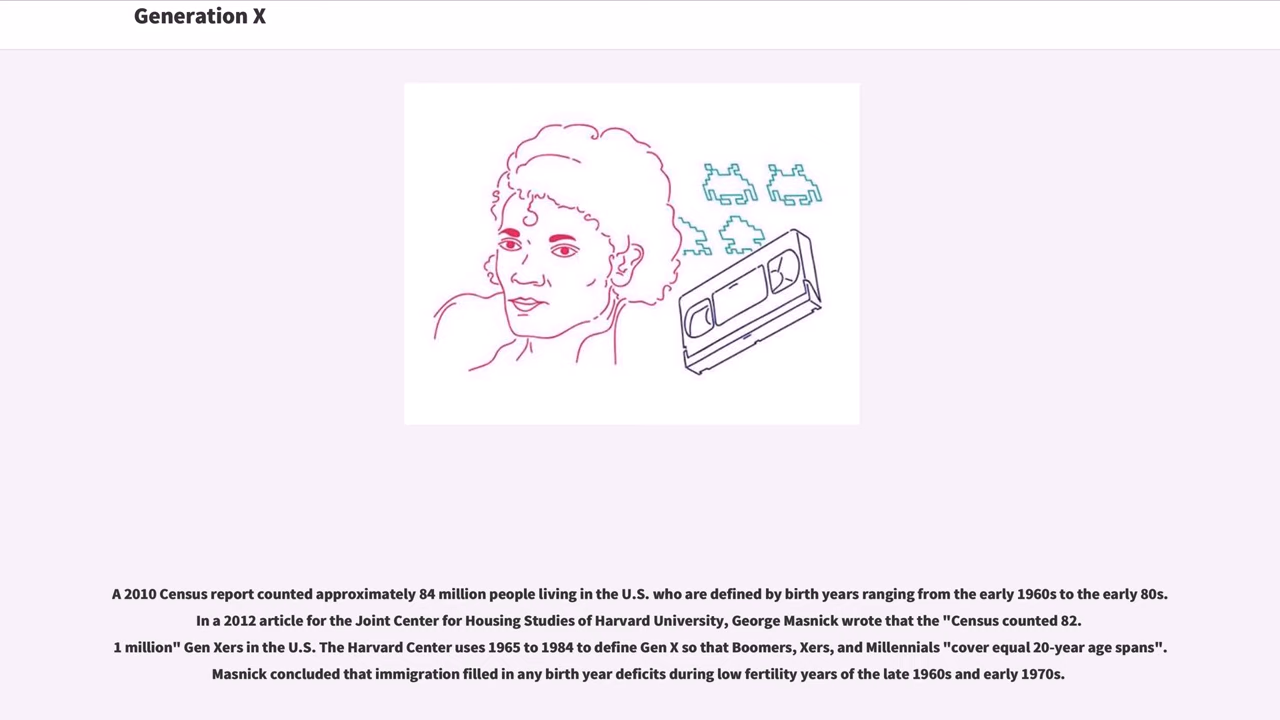 Generation X
A 2010 Census report counted approximately 84 million people living in the U.S. who are defined by birth years ranging from the early 1960s to the early 80s.
In a 2012 article for the Joint Center for Housing Studies of Harvard University, George Masnick wrote that the "Census counted 82.
1 million" Gen Xers in the U.S. The Harvard Center uses 1965 to 1984 to define Gen X so that Boomers, Xers, and Millennials "cover equal 20-year age spans".
Masnick concluded that immigration filled in any birth year deficits during low fertility years of the late 1960s and early 1970s.